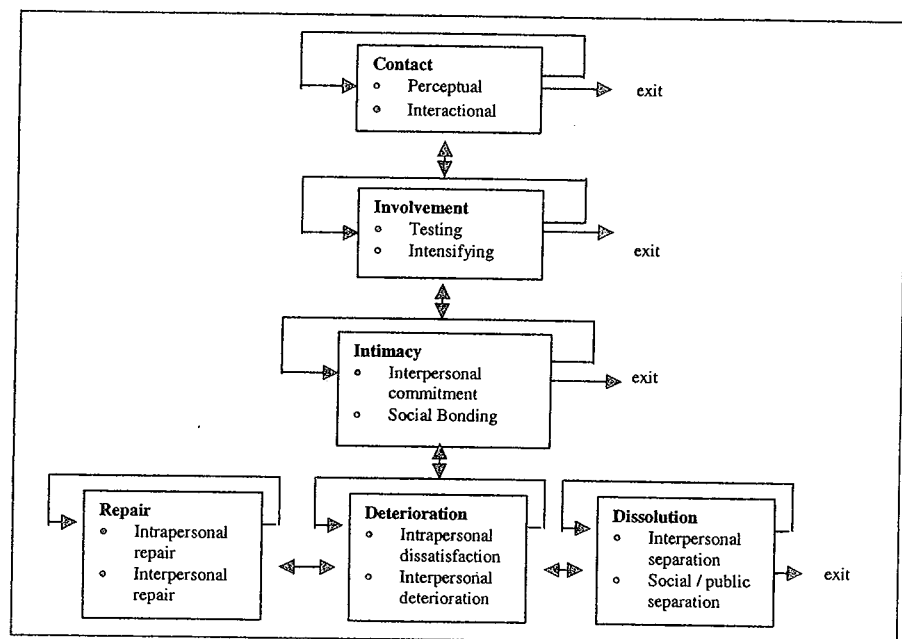 Contact
Perceptual
exit
Interactional
Involvement
Testing
Intensifying
exit
Intimacy
Interpersonal
commitment
exit
Social Bonding
Repair
Intrapersonal
repair
Interpersonal
repair
Deterioration
Intrapersonal
dissatisfaction
Interpersonal
deterioration
Dissolution
Interpersonal
separation
Social / public
separation
exit